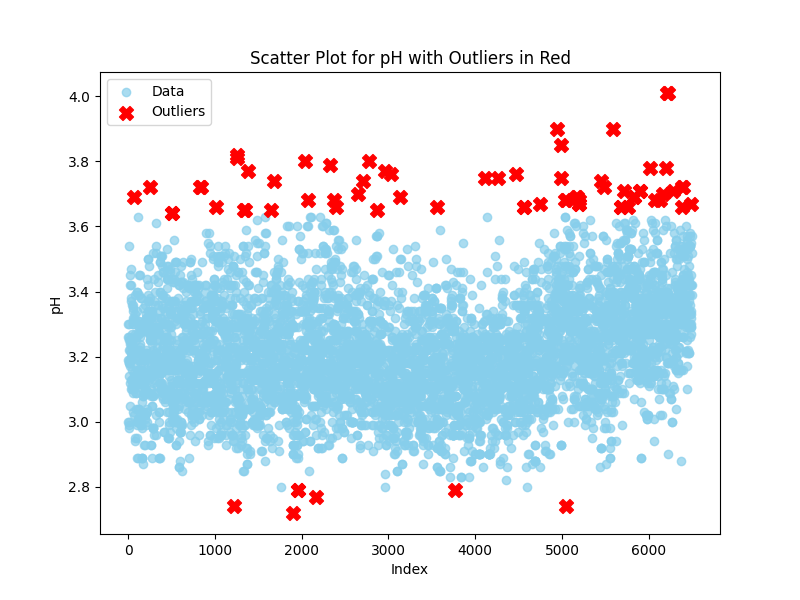 Scatter Plot for pH with Outliers in Red
Data
Outliers
4.0
3.8
3.6
3.4
3.2
3.0
2.8
pH
0 1000 2000 3000 4000 5000 6000
Index